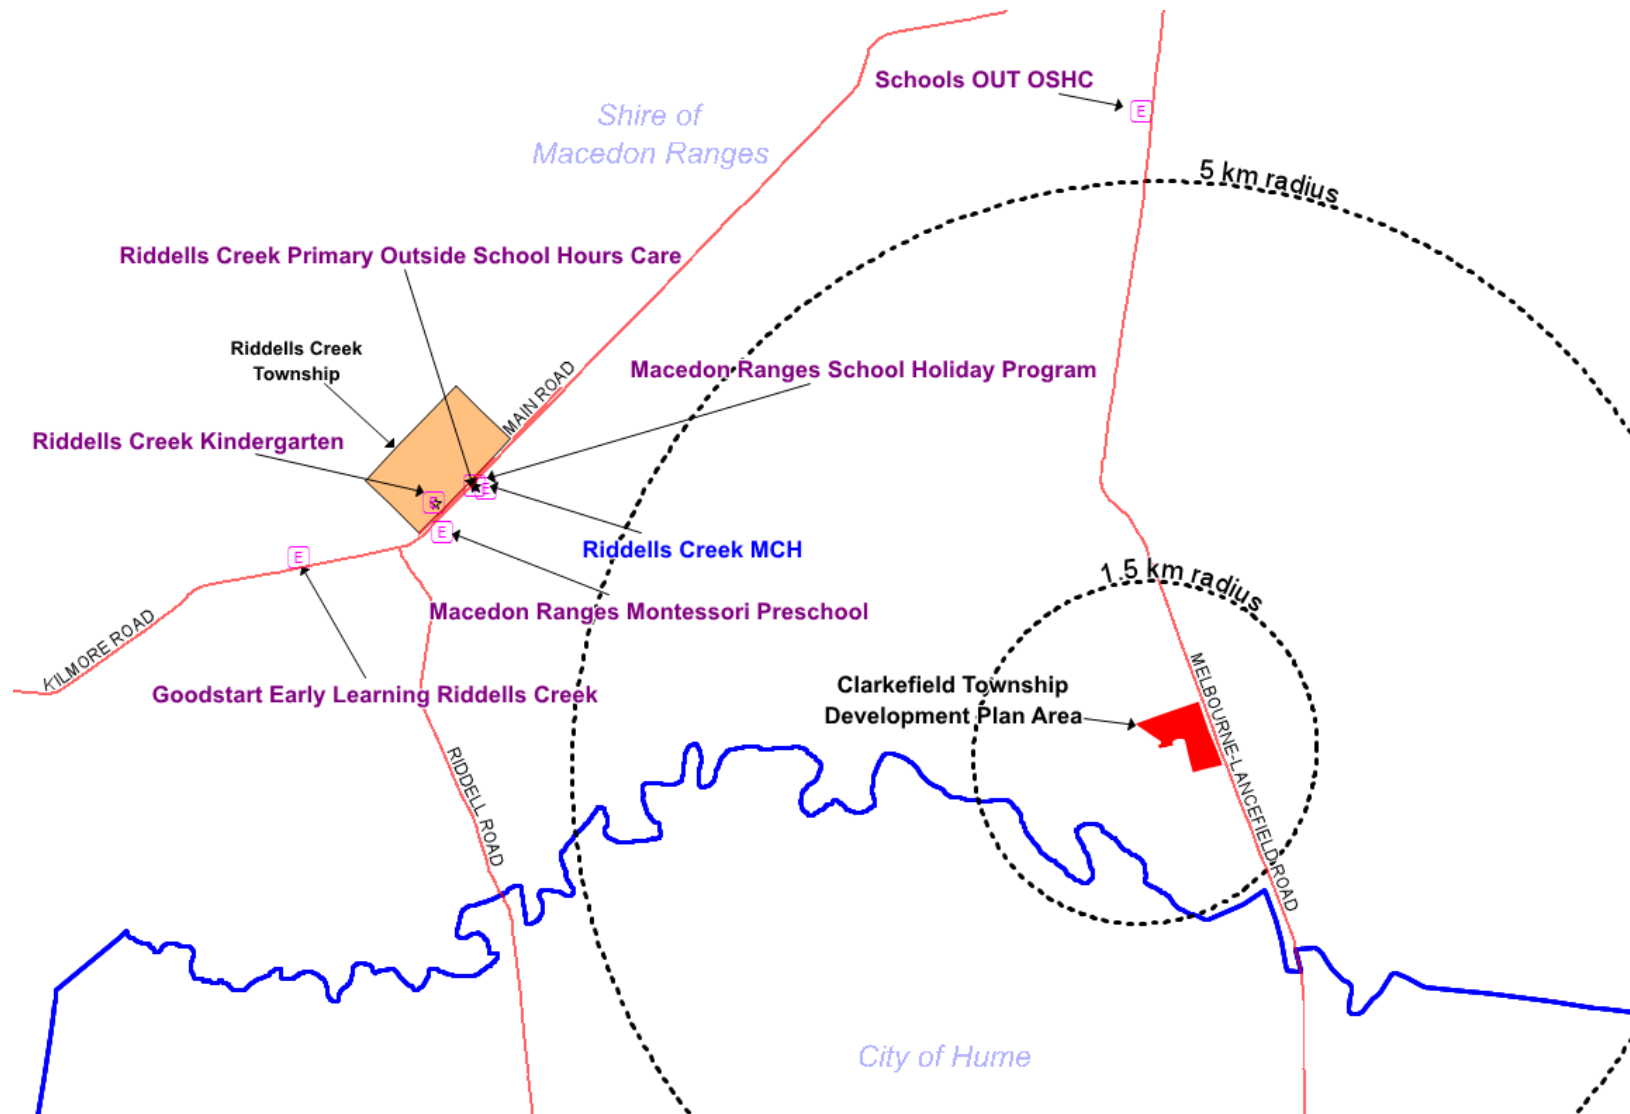 Schools OUT OSHC
E
Shire of
Macedon Ranges
5 km radius
Riddells Creek Primary Outside School Hours Care
Riddells Creek
Township
MAIN ROAD
Macedon Ranges School Holiday Program
Riddells Creek Kindergarten
E
E
E
Riddells Creek MCH
1.5 km radius
Macedon Ranges Montessori Preschool
KILMORE ROAD
MELBOURNE-LANCEFIELD ROAD
Goodstart Early Learning Riddells Creek
Clarkefield Township
Development Plan Area
RIDDELL ROAD
City of Hume